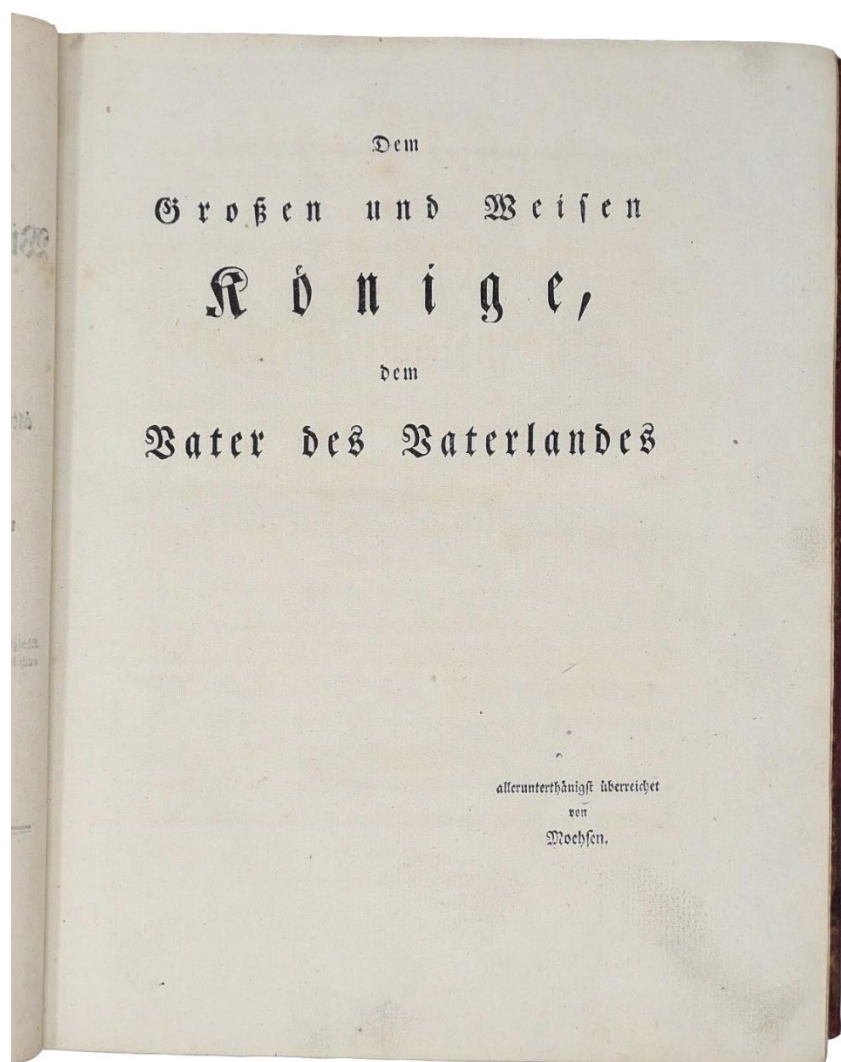 Dem
Großen und Weisen
Könige,
dem
Vater des Vaterlandes
allerunterthänigst überreichet
von
Moehsen.